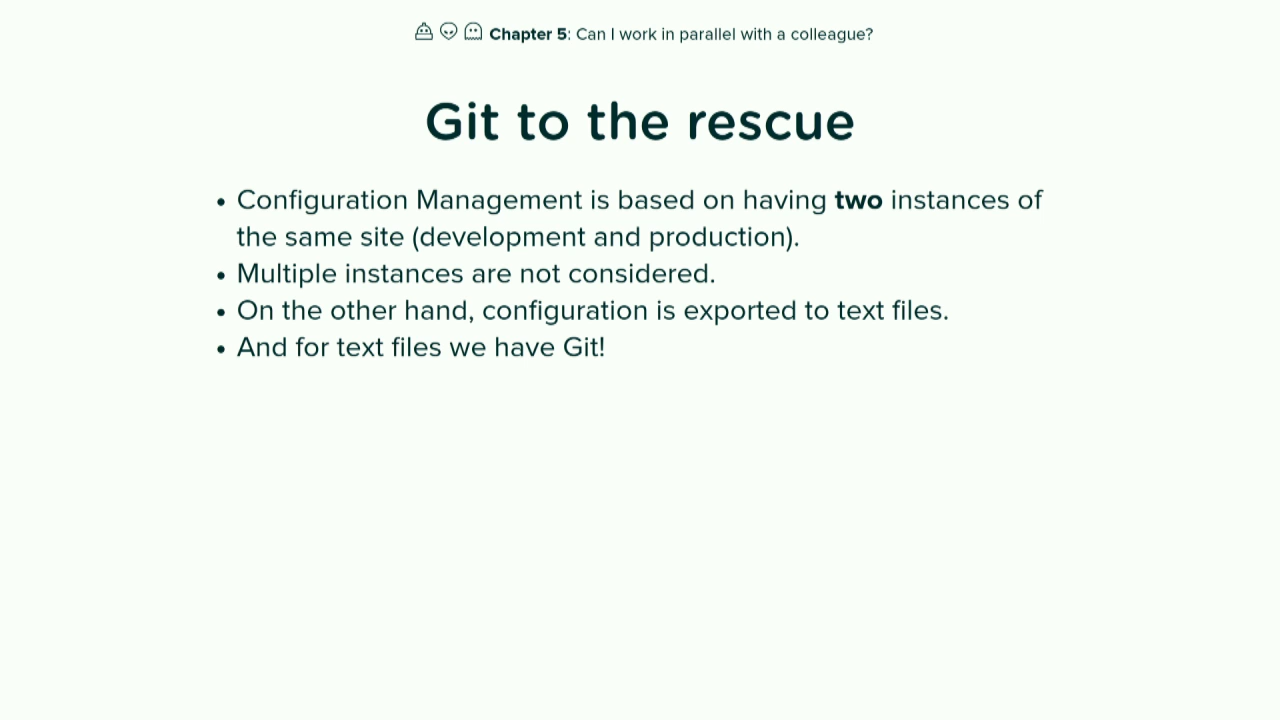 Chapter 5: Can I work in parallel with a colleague?
Git to the rescue
• Configuration Management is based on having two instances of
the same site (development and production).
• Multiple instances are not considered.
• On the other hand, configuration is exported to text files.
• And for text files we have Git!